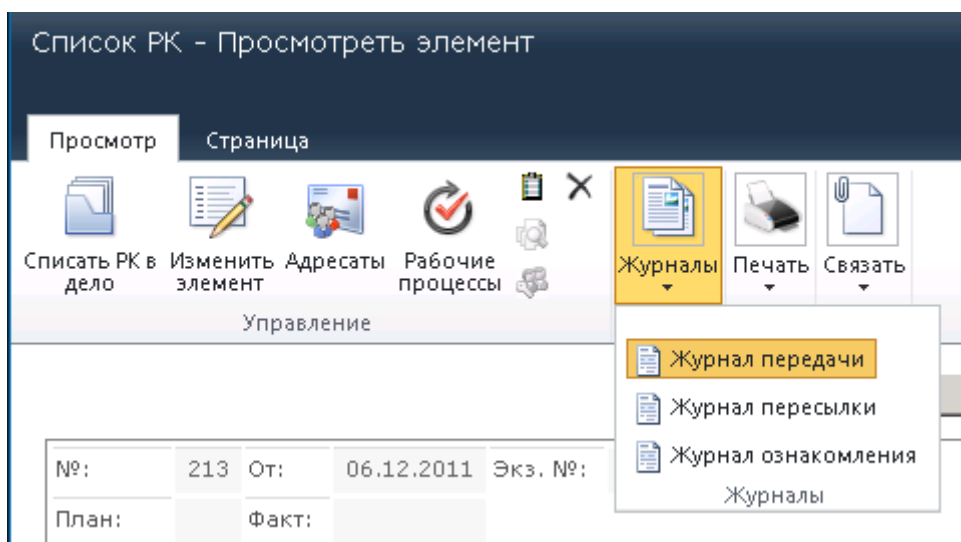 Список РК - Просмотреть элемент
Просмотр Страница
Списать РК в дело
Изменить элемент
Адресаты
Рабочие процессы
Управление
Журналы
Печать
Связать
Журнал передачи
Журнал пересылки
Журнал ознакомления
Журналы
№: 213 От: 06.12.2011 Экз. №:
План: Факт: